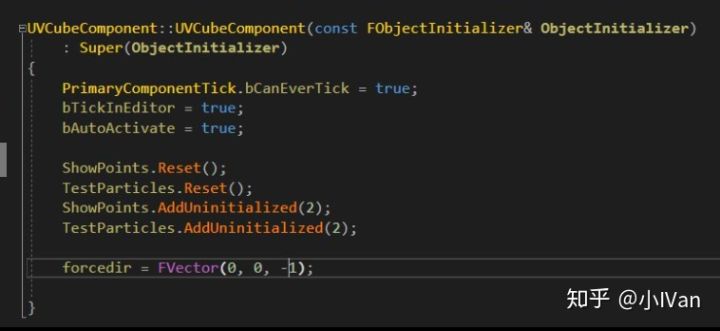 UVCubeComponent::UVCubeComponent(const FObjectInitializer& ObjectInitializer)
: Super(ObjectInitializer)
{
PrimaryComponentTick.bCanEverTick = true;
bTickInEditor = true;
bAutoActivate = true;
ShowPoints.Reset();
TestParticles.Reset();
ShowPoints.AddUninitialized(2);
TestParticles.AddUninitialized(2);
forcedir = FVector(0, 0, -1);
}
知乎 @小IVan